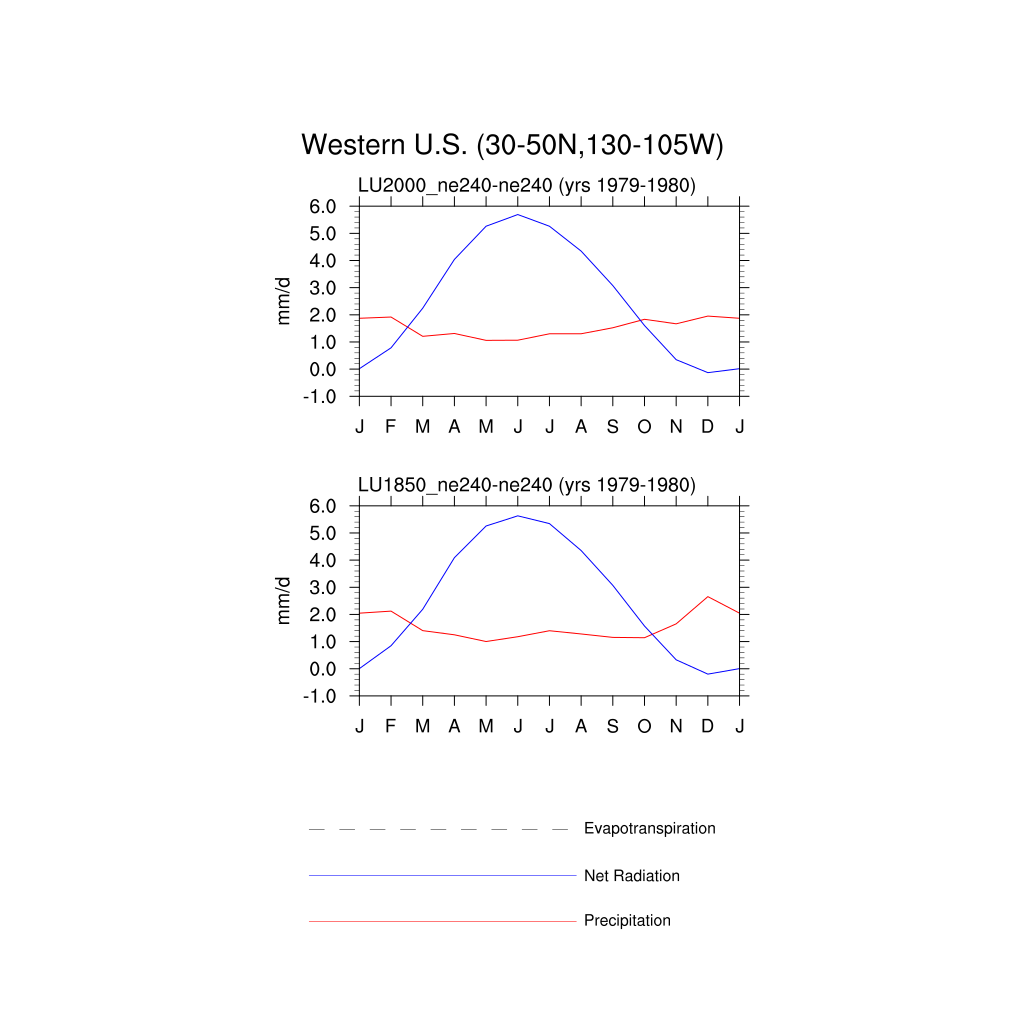 Western U.S. (30-50N,130-105W)
LU2000_ne240-ne240 (yrs 1979-1980)
6.0
5.0
4.0
3.0
2.0
1.0
0.0
-1.0
mm/d
J F M A M J J A S O N D J
LU1850_ne240-ne240 (yrs 1979-1980)
6.0
5.0
4.0
3.0
2.0
1.0
0.0
-1.0
mm/d
J F M A M J J A S O N D J
Evapotranspiration
Net Radiation
Precipitation